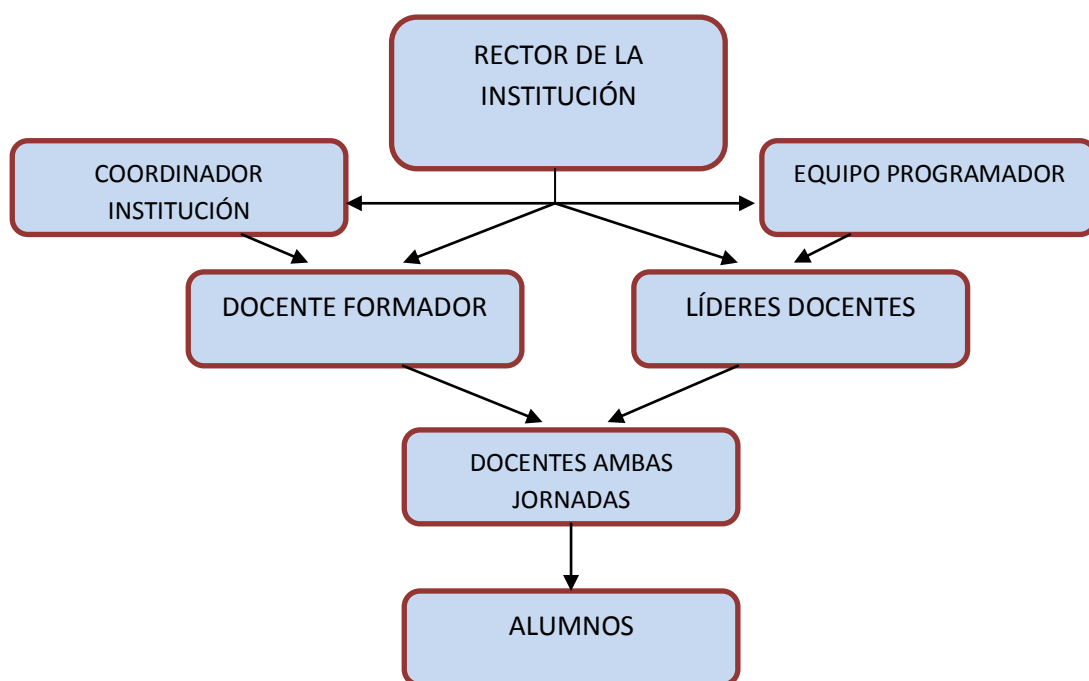 RECTOR DE LA
INSTITUCIÓN
COORDINADOR
INSTITUCIÓN
EQUIPO PROGRAMADOR
DOCENTE FORMADOR
LÍDERES DOCENTES
DOCENTES AMBAS
JORNADAS
ALUMNOS